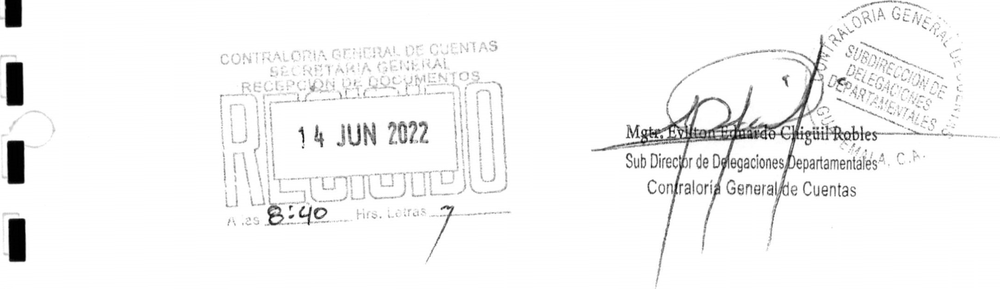 CONTRALORIA GENERAL DE CUENTAS
SECRETARIA GENERAL
RECEPCION DE DOCUMENTOS
RECIBIDO
14 JUN 2022
A las 8:40 Hrs. Letras
CONTRALORIA GENERAL DE CUENTAS
SUBDIRECCION DE
DELEGACIONES
DEPARTAMENTALES
GUATEMALA, C.A.
Mgtr. Eduardo Chigüil Robles
Sub Director de Delegaciones Departamentales
Contraloría General de Cuentas